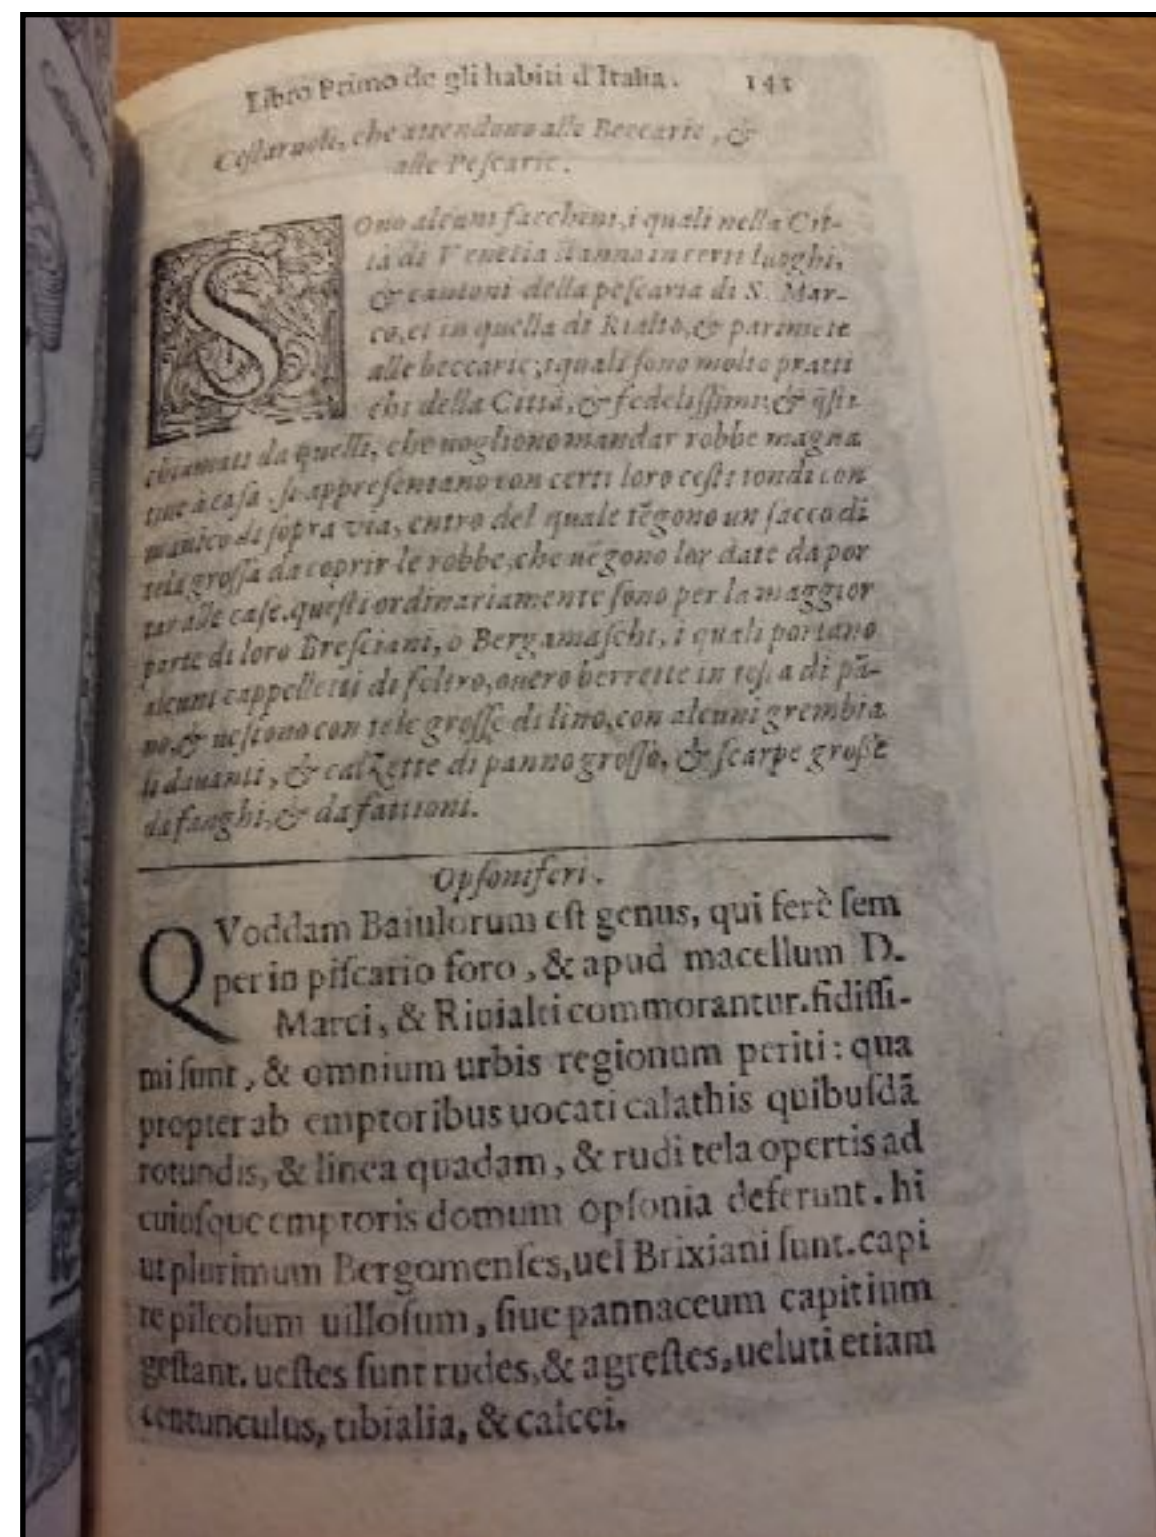 Libro Primo de gli habiti d'Italia. 143
Cestaruoli, che attendono alle Beccarie, &
alle Pescarie.
SOno alcuni facchini, i quali nella Cit-
tà di Venetia stanno in certi luoghi,
& cantoni della pescaria di S. Mar-
co, et in quella di Rialto, & parimēte
alle beccarie; i quali sono molto pratti
chi della Città, & fedelissimi: & q̄sti
chiamati da quelli, che uogliono mandar robbe magna
tiue à casa, si appresentano con certi loro cesti tondi con
manico di sopra via, entro del quale tēgono un sacco di
tela grossa da coprir le robbe, che uēgono lor date da por
tar alle case. questi ordinariamente sono per la maggior
parte di loro Bresciani, o Bergamaschi, i quali portano
alcuni cappelletti di feltro, ouero berrette in testa di pā-
no, & uestono con tele grosse di lino, con alcuni grembia
li dauanti, & calzette di panno grosso, & scarpe grosse
da fanghi, & da fattioni.
Opsoniferi.
QVoddam Baiulorum est genus, qui ferè sem
per in piscario foro, & apud macellum D.
Marci, & Riuialti commorantur. fidissi-
mi sunt, & omnium urbis regionum periti: qua
propter ab emptoribus uocati calathis quibusdā
rotundis, & linea quadam, & rudi tela opertis ad
cuiusque emptoris domum opsonia deferunt. hi
ut plurimum Bergomenses, uel Brixiani sunt. capi
te pileolum uillosum, siue pannaceum capitium
gestant. uestes sunt rudes, & agrestes, ueluti etiam
centunculus, tibialia, & calcei.